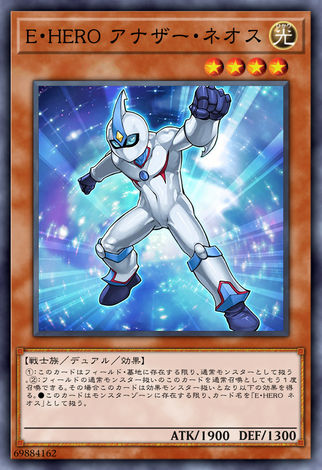 E・HERO アナザー・ネオス
光
【戦士族／デュアル／効果】
①：このカードはフィールド・墓地に存在する限り、通常モンスターとして扱う
。②：フィールドの通常モンスター扱いのこのカードを通常召喚としてもう１度
召喚できる。その場合このカードは効果モンスター扱いとなり以下の効果を得
る。●このカードはモンスターゾーンに存在する限り、カード名を「E・HERO ネ
オス」として扱う。
ATK/1900 DEF/1300
69884162